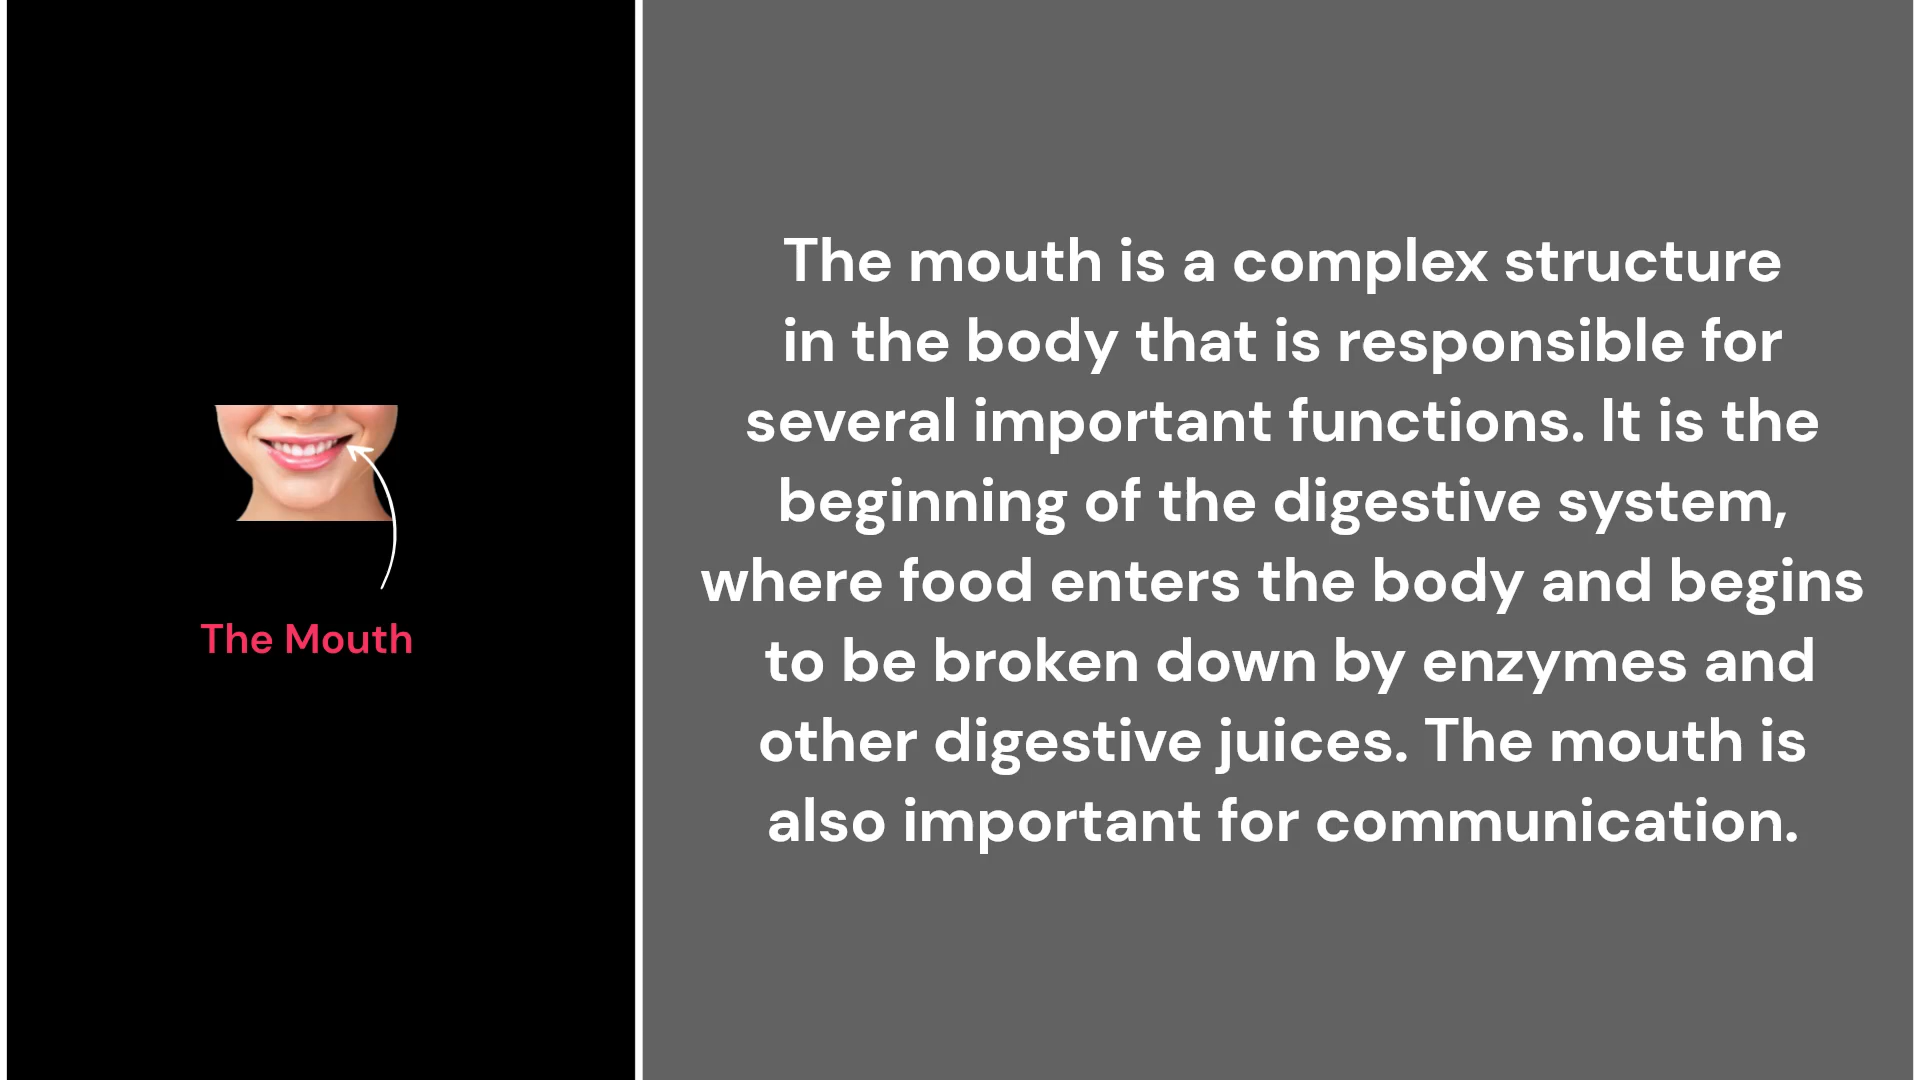 The Mouth
The mouth is a complex structure
in the body that is responsible for
several important functions. It is the
beginning of the digestive system,
where food enters the body and begins
to be broken down by enzymes and
other digestive juices. The mouth is
also important for communication.